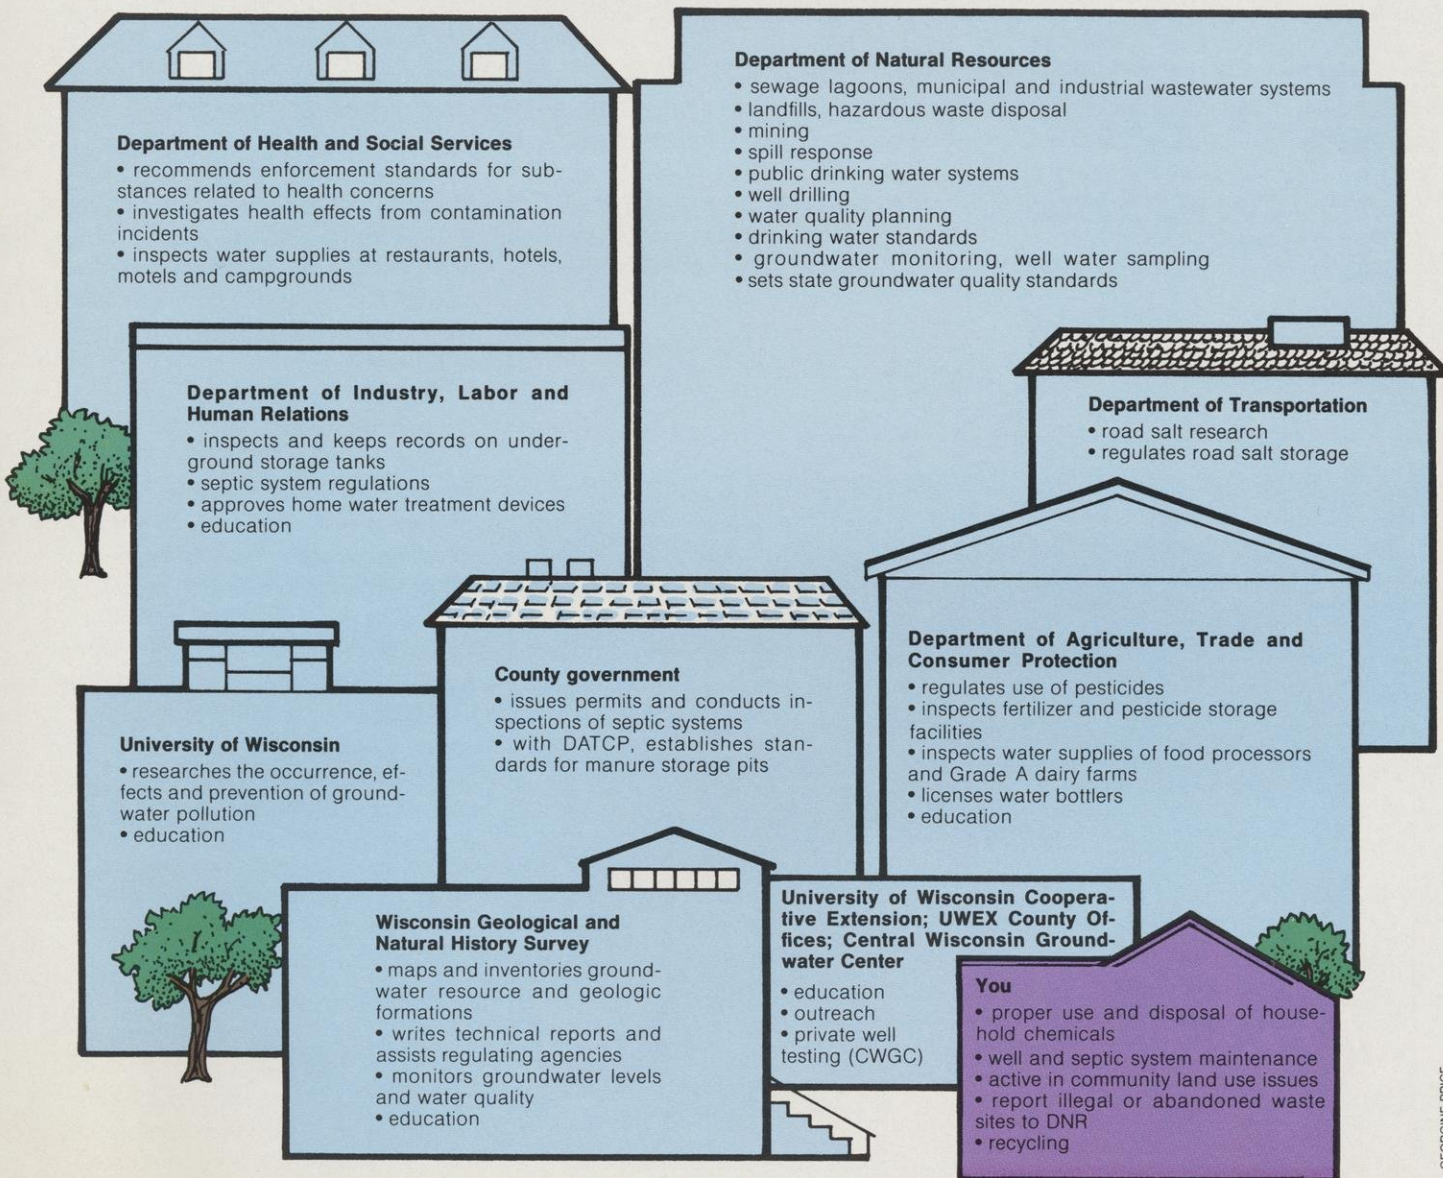 Department of Health and Social Services
• recommends enforcement standards for sub-
stances related to health concerns
• investigates health effects from contamination
incidents
• inspects water supplies at restaurants, hotels,
motels and campgrounds
Department of Natural Resources
• sewage lagoons, municipal and industrial wastewater systems
• landfills, hazardous waste disposal
• mining
• spill response
• public drinking water systems
• well drilling
• water quality planning
• drinking water standards
• groundwater monitoring, well water sampling
• sets state groundwater quality standards
Department of Industry, Labor and
Human Relations
• inspects and keeps records on under-
ground storage tanks
• septic system regulations
• approves home water treatment devices
• education
Department of Transportation
• road salt research
• regulates road salt storage
County government
• issues permits and conducts in-
spections of septic systems
• with DATCP, establishes stan-
dards for manure storage pits
Department of Agriculture, Trade and
Consumer Protection
• regulates use of pesticides
• inspects fertilizer and pesticide storage
facilities
• inspects water supplies of food processors
and Grade A dairy farms
• licenses water bottlers
• education
University of Wisconsin
• researches the occurrence, ef-
fects and prevention of ground-
water pollution
• education
Wisconsin Geological and
Natural History Survey
• maps and inventories ground-
water resource and geologic
formations
• writes technical reports and
assists regulating agencies
• monitors groundwater levels
and water quality
• education
University of Wisconsin Coopera-
tive Extension; UWEX County Of-
fices; Central Wisconsin Ground-
water Center
• education
• outreach
• private well
testing (CWGC)
You
• proper use and disposal of house-
hold chemicals
• well and septic system maintenance
• active in community land use issues
• report illegal or abandoned waste
sites to DNR
• recycling
GEORGINE PRICE